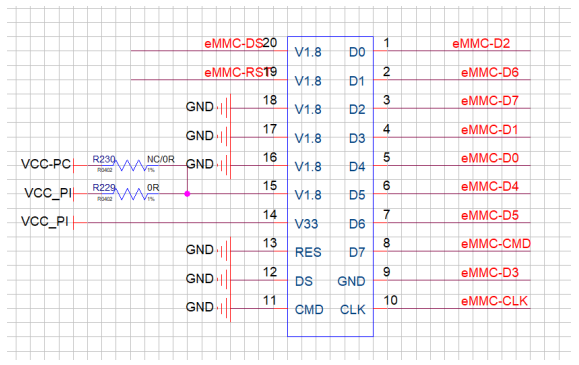 eMMC-DS 20 V1.8 D0 1 eMMC-D2
eMMC-RST 19 V1.8 D1 2 eMMC-D6
GND 18 V1.8 D2 3 eMMC-D7
GND 17 V1.8 D3 4 eMMC-D1
VCC-PC R230 R0402 NC/0R 1% GND 16 V1.8 D4 5 eMMC-D0
VCC_PI R229 R0402 0R 1% 15 V1.8 D5 6 eMMC-D4
VCC_PI 14 V33 D6 7 eMMC-D5
GND 13 RES D7 8 eMMC-CMD
GND 12 DS GND 9 eMMC-D3
GND 11 CMD CLK 10 eMMC-CLK